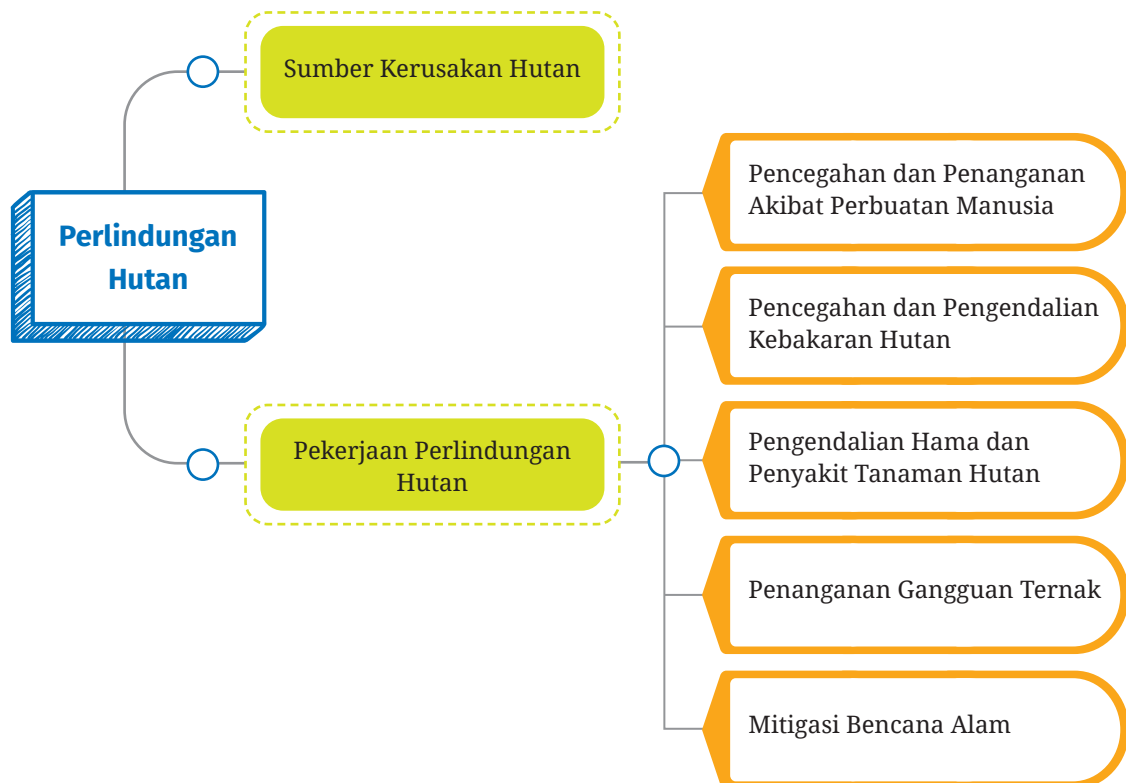 Sumber Kerusakan Hutan
Perlindungan
Hutan
Pekerjaan Perlindungan
Hutan
Pencegahan dan Penanganan
Akibat Perbuatan Manusia
Pencegahan dan Pengendalian
Kebakaran Hutan
Pengendalian Hama dan
Penyakit Tanaman Hutan
Penanganan Gangguan Ternak
Mitigasi Bencana Alam